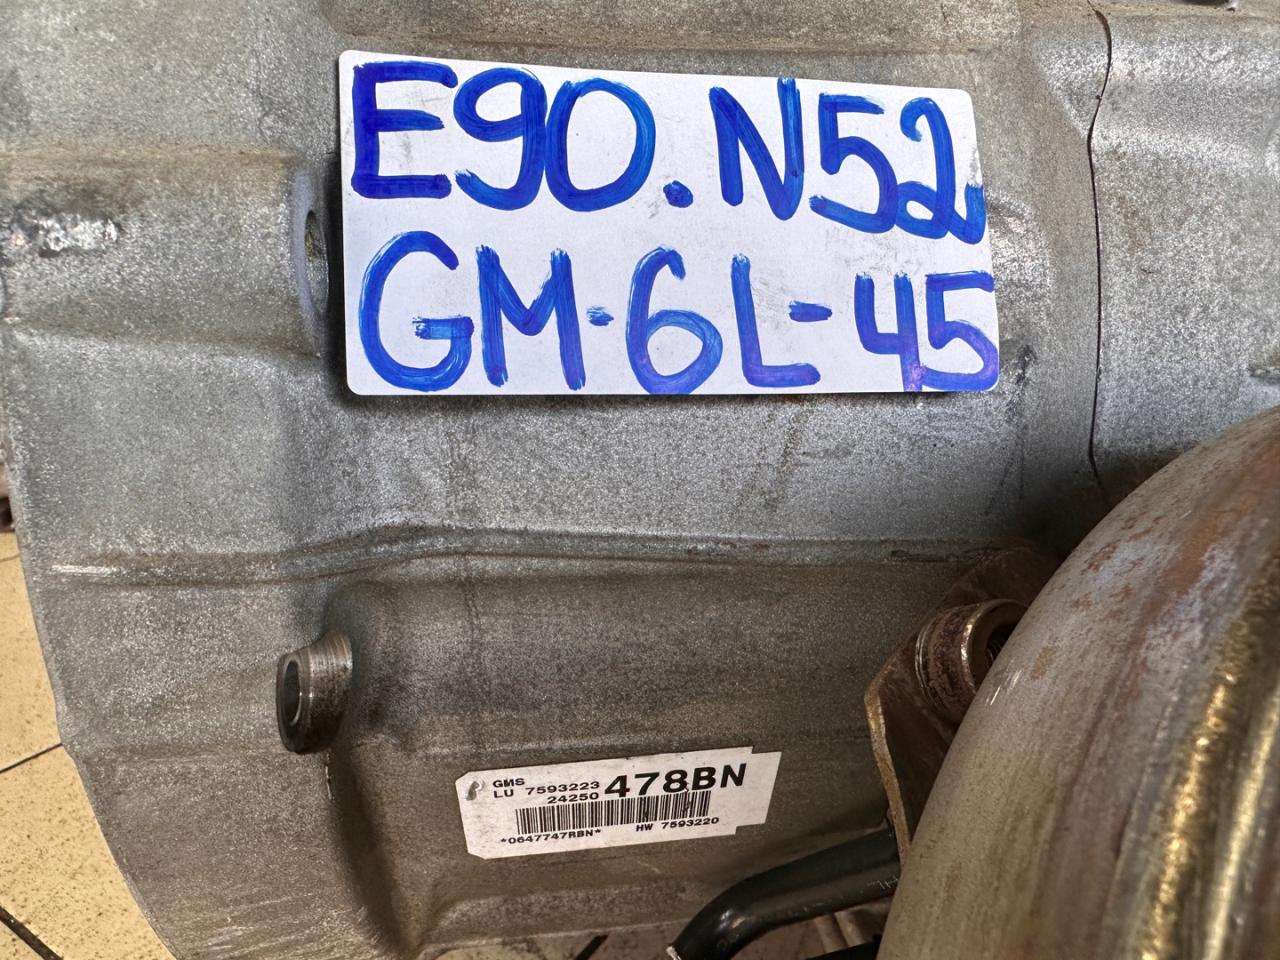 E90.N52
GM-6L-45
GMS
LU 7593223 478BN
24250
*0647747RBN* HW 7593220